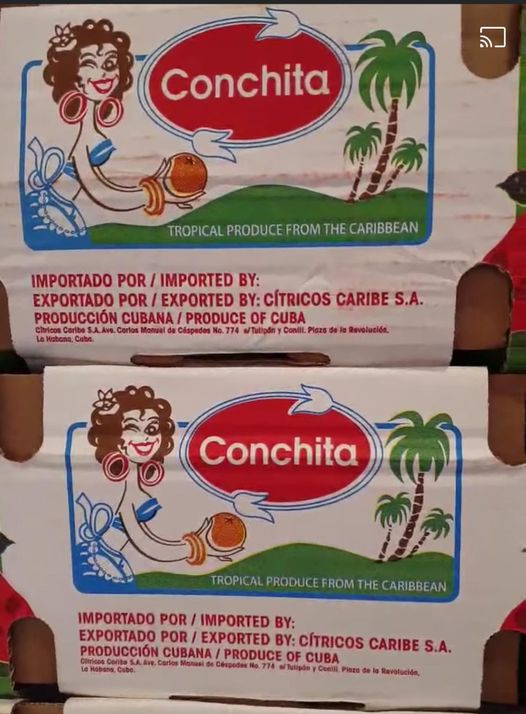 Conchita
TROPICAL PRODUCE FROM THE CARIBBEAN
IMPORTADO POR / IMPORTED BY:
EXPORTADO POR / EXPORTED BY: CÍTRICOS CARIBE S.A.
PRODUCCIÓN CUBANA / PRODUCE OF CUBA
Cítricos Caribe S.A. Ave. Carlos Manuel de Céspedes No. 774 e/Tulipán y Conill. Plaza de la Revolución,
La Habana, Cuba.
Conchita
TROPICAL PRODUCE FROM THE CARIBBEAN
IMPORTADO POR / IMPORTED BY:
EXPORTADO POR / EXPORTED BY: CÍTRICOS CARIBE S.A.
PRODUCCIÓN CUBANA / PRODUCE OF CUBA
Cítricos Caribe S.A. Ave. Carlos Manuel de Céspedes No. 774 e/Tulipán y Conill. Plaza de la Revolución,
La Habana, Cuba.